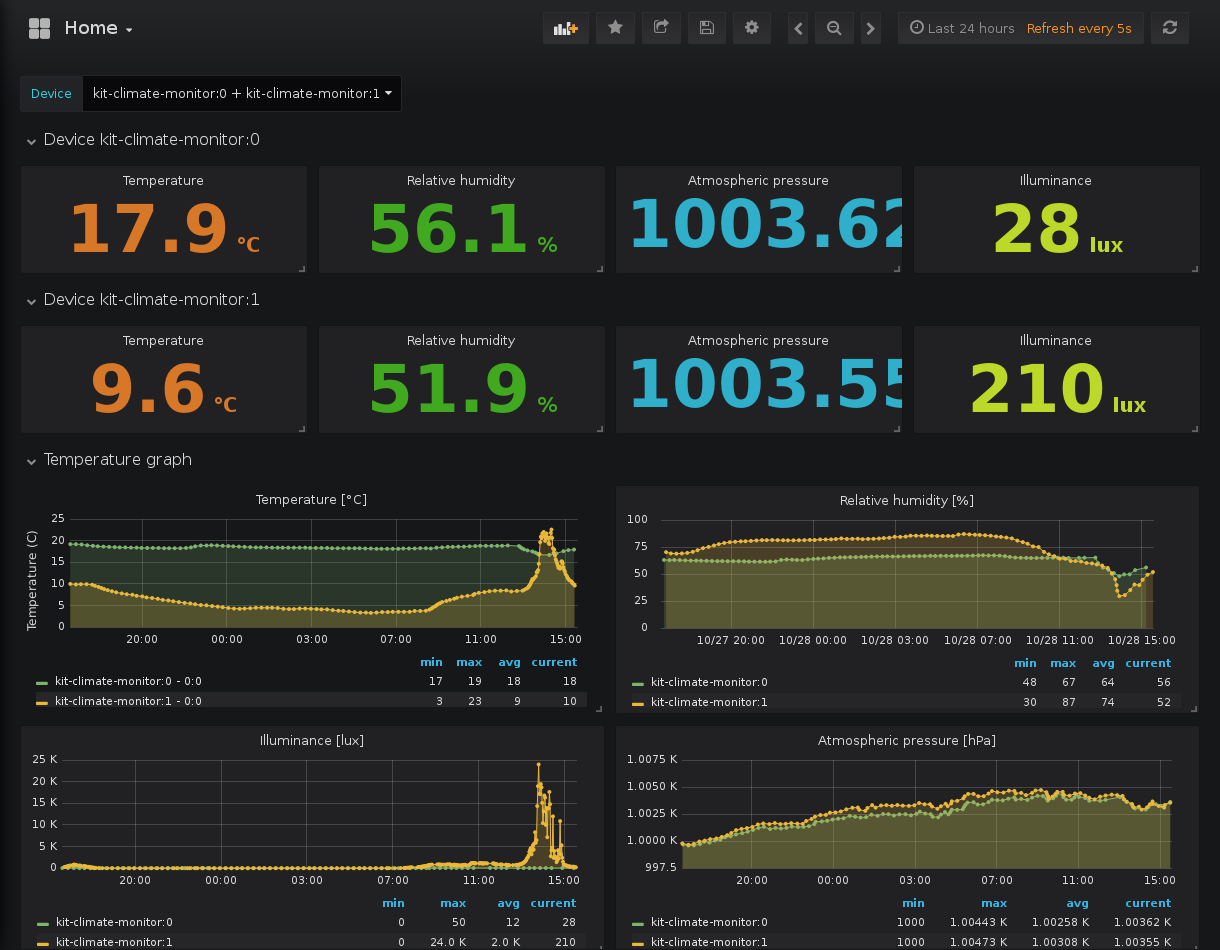 Home
Last 24 hours Refresh every 5s
Device kit-climate-monitor:0 + kit-climate-monitor:1
Device kit-climate-monitor:0
Temperature Relative humidity Atmospheric pressure Illuminance
17.9 °C 56.1 % 1003.62 28 lux
Device kit-climate-monitor:1
Temperature Relative humidity Atmospheric pressure Illuminance
9.6 °C 51.9 % 1003.55 210 lux
Temperature graph
Temperature [°C]
Temperature (C)
25
20
15
10
5
0
20:00 00:00 03:00 07:00 11:00 15:00
min max avg current
kit-climate-monitor:0 - 0:0 17 19 18 18
kit-climate-monitor:1 - 0:0 3 23 9 10
Relative humidity [%]
100
75
50
25
0
10/27 20:00 10/28 00:00 10/28 03:00 10/28 07:00 10/28 11:00 10/28 15:00
min max avg current
kit-climate-monitor:0 48 67 64 56
kit-climate-monitor:1 30 87 74 52
Illuminance [lux]
25 K
20 K
15 K
10 K
5 K
0
20:00 00:00 03:00 07:00 11:00 15:00
min max avg current
kit-climate-monitor:0 0 50 12 28
kit-climate-monitor:1 0 24.0 K 2.0 K 210
Atmospheric pressure [hPa]
1.0075 K
1.0050 K
1.0025 K
1.0000 K
997.5
20:00 00:00 03:00 07:00 11:00 15:00
min max avg current
kit-climate-monitor:0 1000 1.00443 K 1.00258 K 1.00362 K
kit-climate-monitor:1 1000 1.00473 K 1.00308 K 1.00355 K